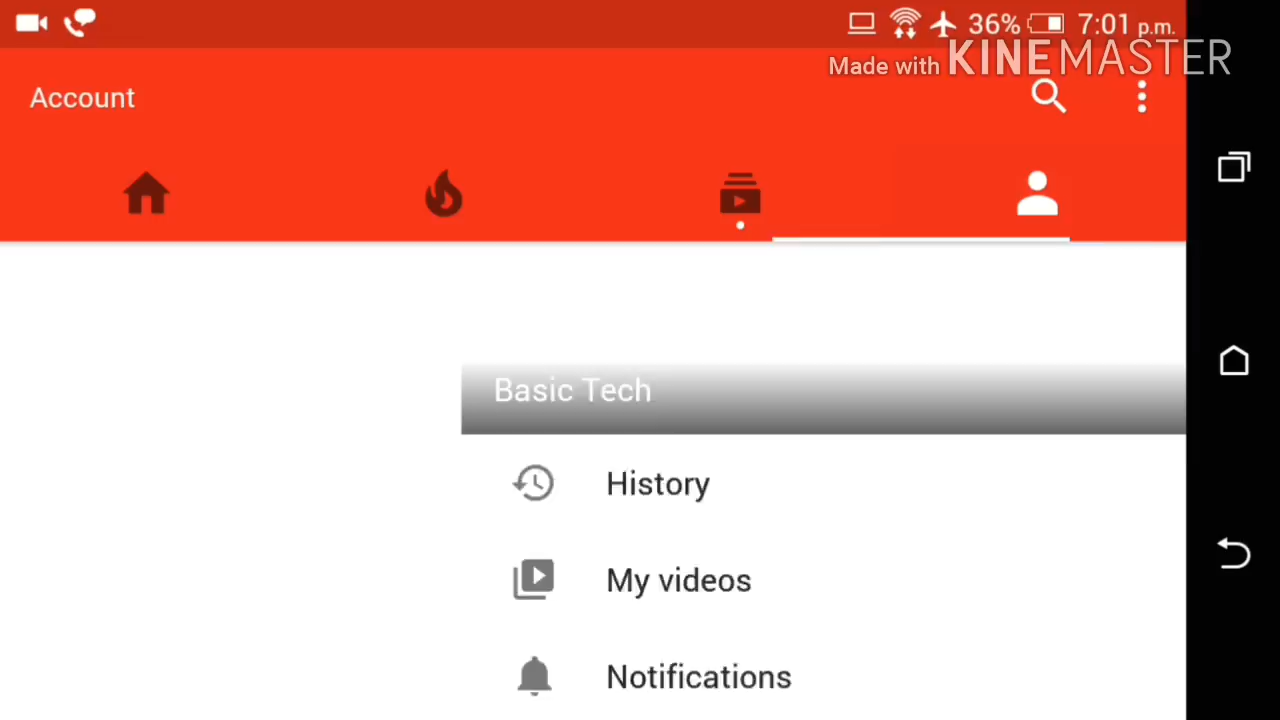 36% 7:01 p.m.
Made with KINEMASTER
Account
Basic Tech
History
My videos
Notifications